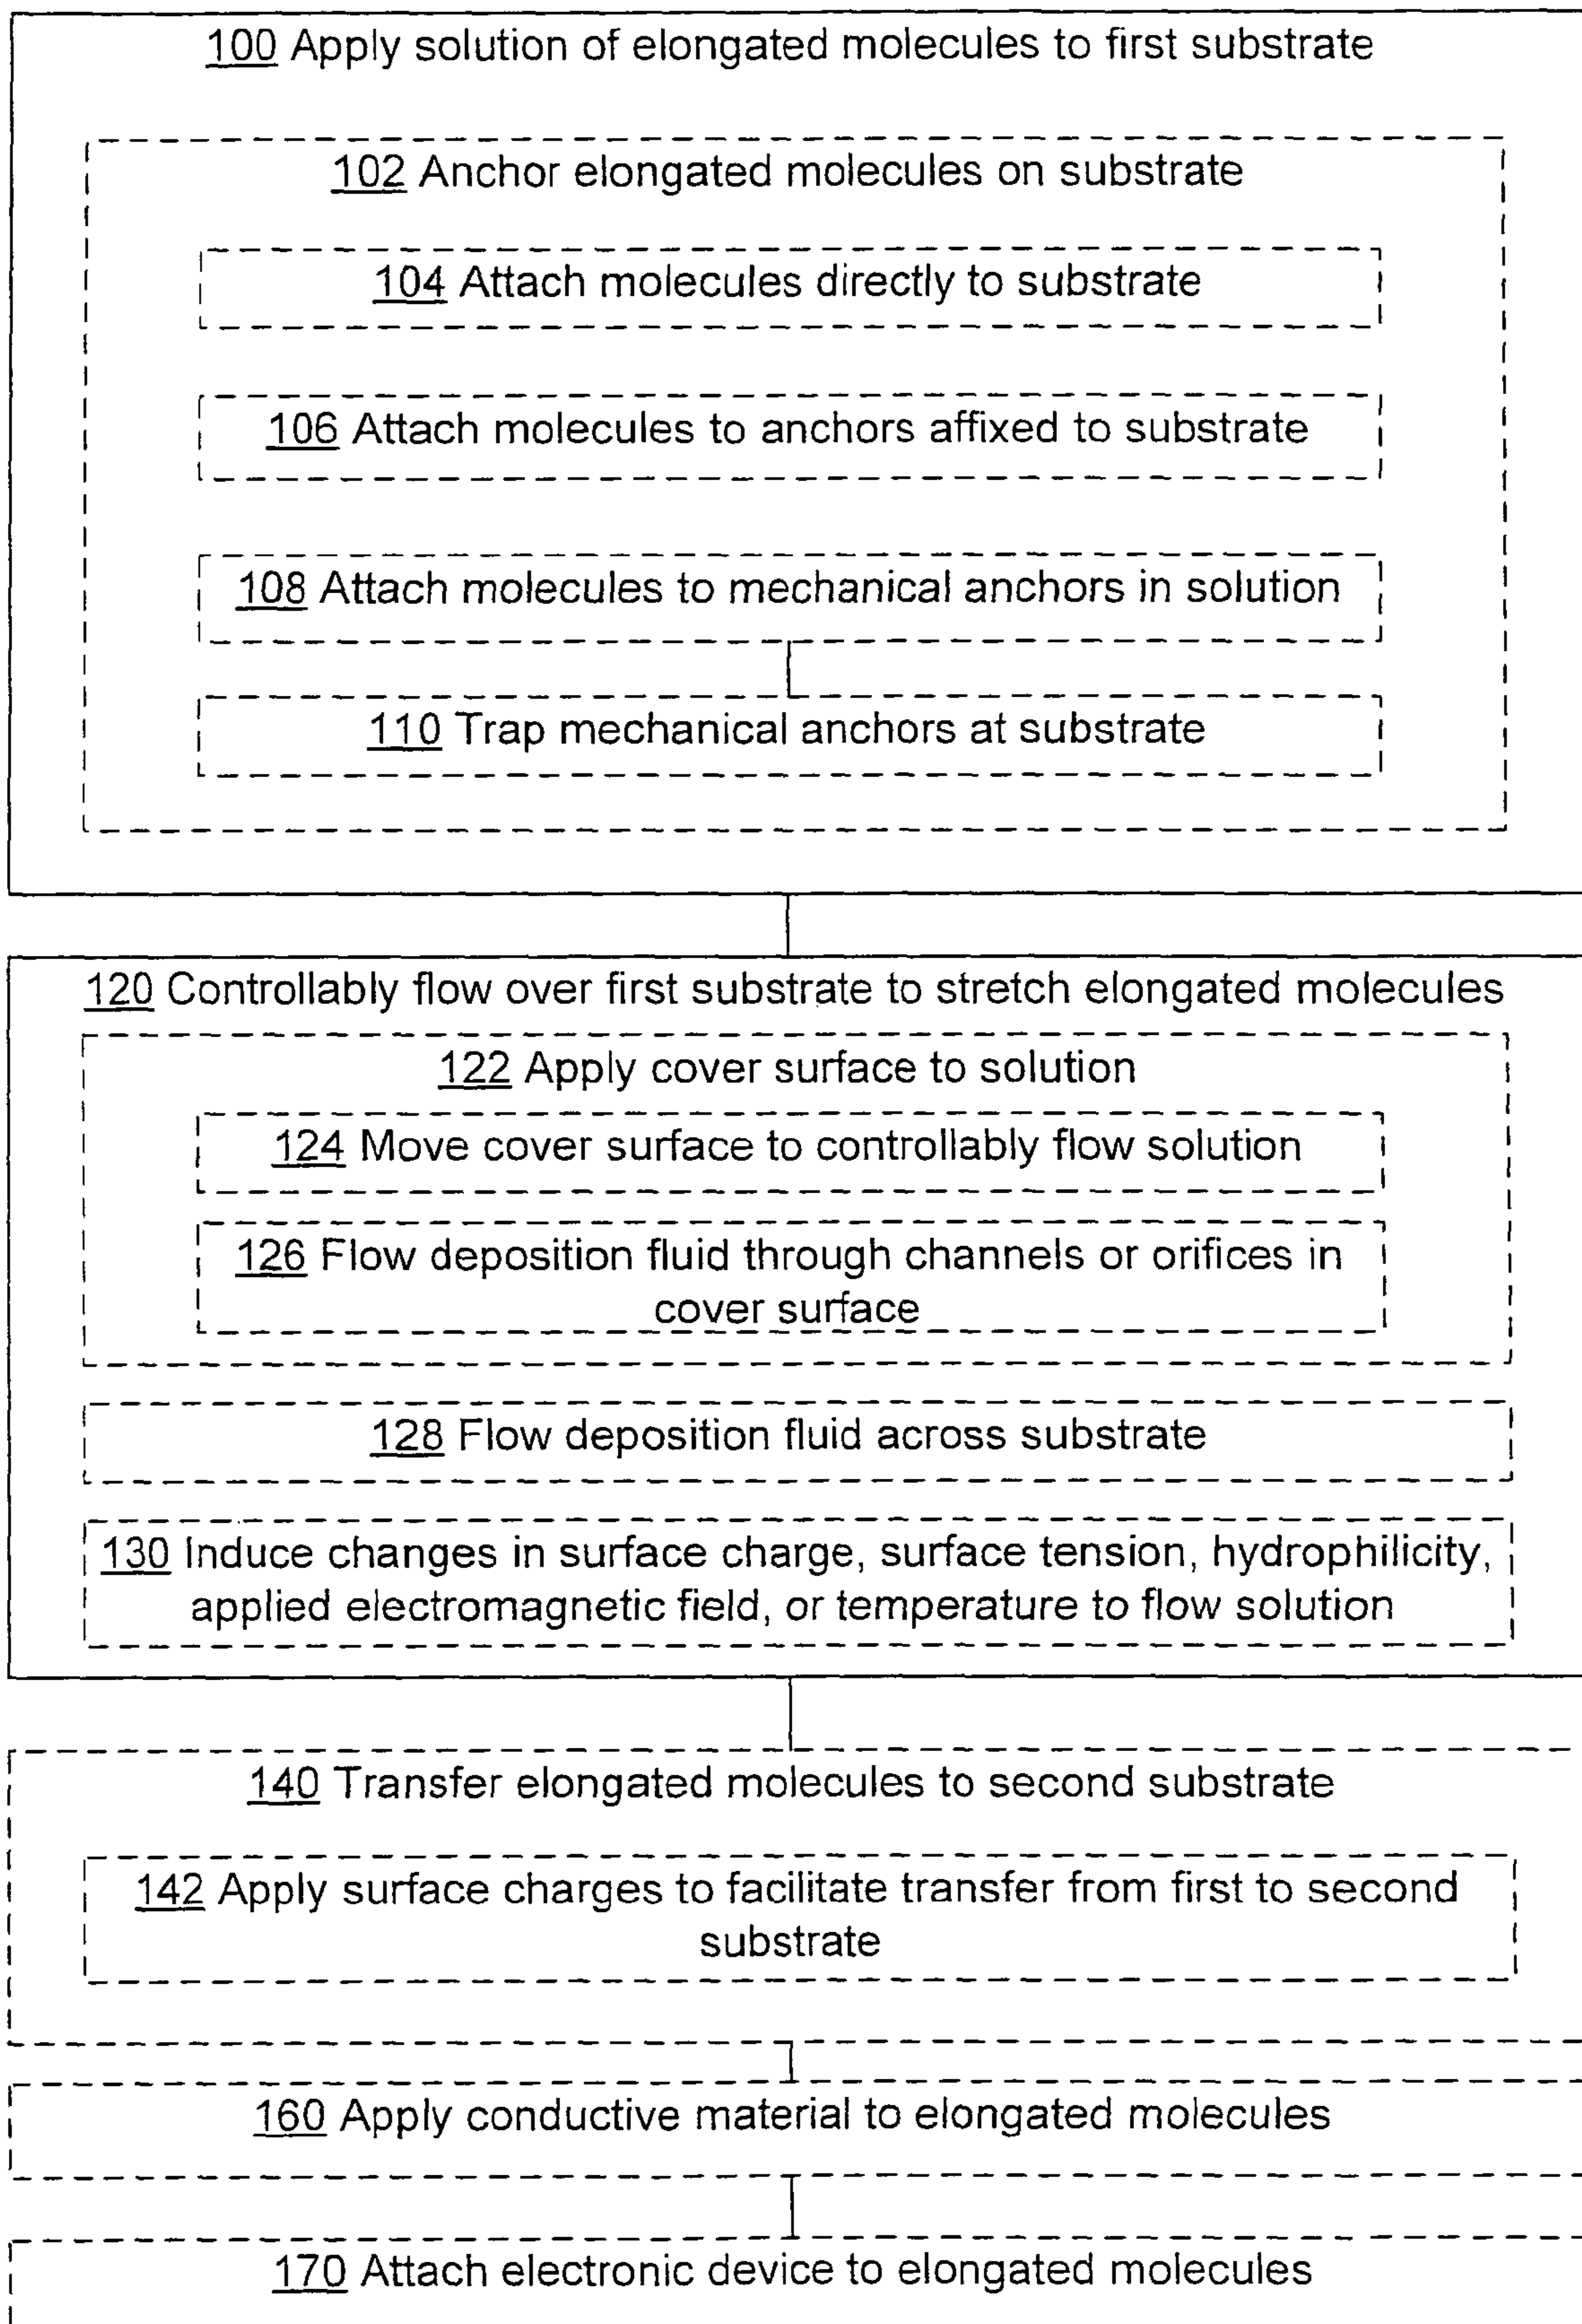 100 Apply solution of elongated molecules to first substrate
102 Anchor elongated molecules on substrate
104 Attach molecules directly to substrate
106 Attach molecules to anchors affixed to substrate
108 Attach molecules to mechanical anchors in solution
110 Trap mechanical anchors at substrate
120 Controllably flow over first substrate to stretch elongated molecules
122 Apply cover surface to solution
124 Move cover surface to controllably flow solution
126 Flow deposition fluid through channels or orifices in
cover surface
128 Flow deposition fluid across substrate
130 Induce changes in surface charge, surface tension, hydrophilicity,
applied electromagnetic field, or temperature to flow solution
140 Transfer elongated molecules to second substrate
142 Apply surface charges to facilitate transfer from first to second
substrate
160 Apply conductive material to elongated molecules
170 Attach electronic device to elongated molecules